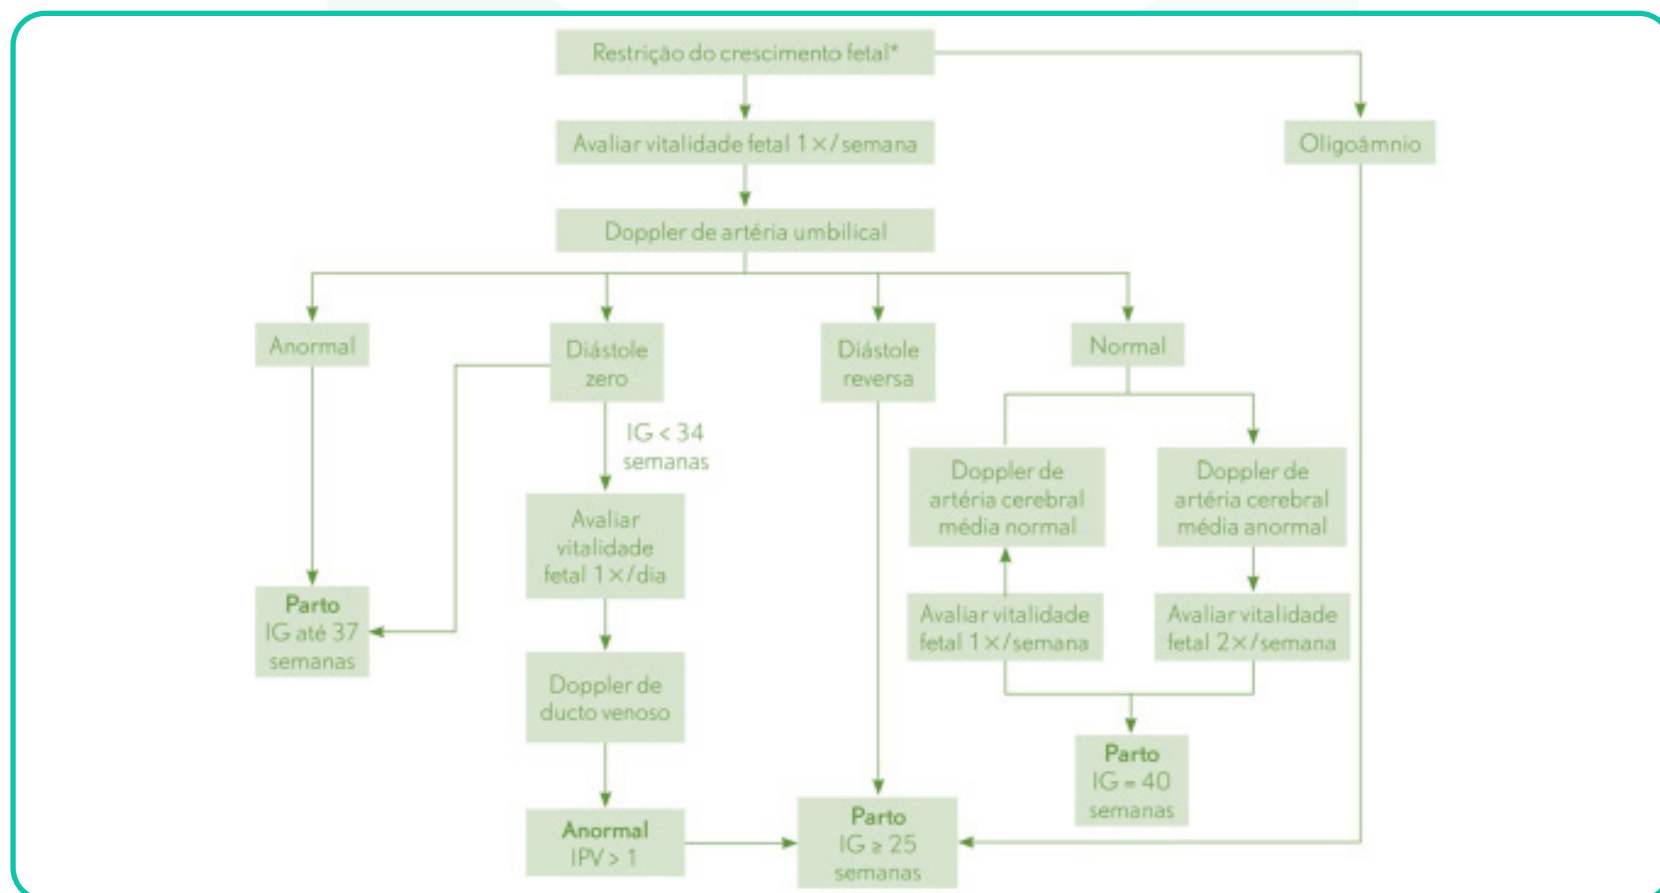 Restrição do crescimento fetal*
Avaliar vitalidade fetal 1×/semana
Oligoâmnio
Doppler de artéria umbilical
Anormal
Diástole
zero
Diástole
reversa
Normal
IG < 34
semanas
Doppler de
artéria cerebral
média normal
Doppler de
artéria cerebral
média anormal
Avaliar
vitalidade
fetal 1×/dia
Parto
IG até 37
semanas
Avaliar vitalidade
fetal 1×/semana
Avaliar vitalidade
fetal 2×/semana
Doppler de
ducto venoso
Parto
IG = 40
semanas
Anormal
IPV > 1
Parto
IG ≥ 25
semanas